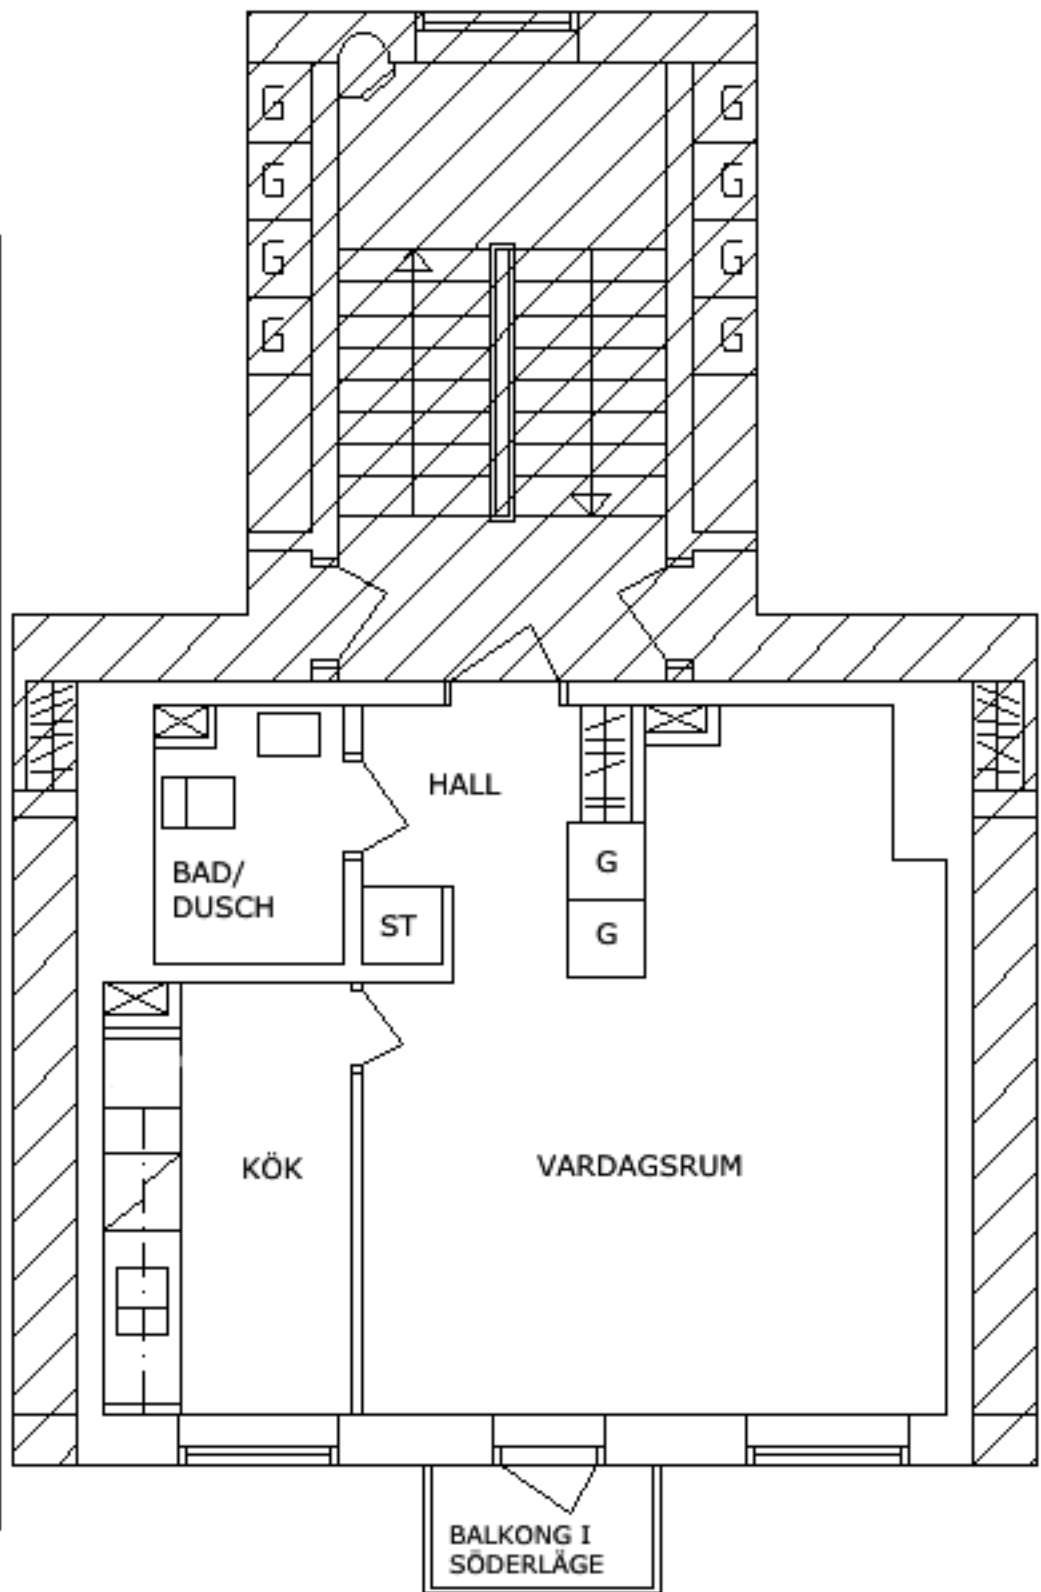 G G
G G
G G
G G
HALL
G
BAD/
DUSCH
ST
G
KÖK
VARDAGSRUM
BALKONG I
SÖDERLÄGE